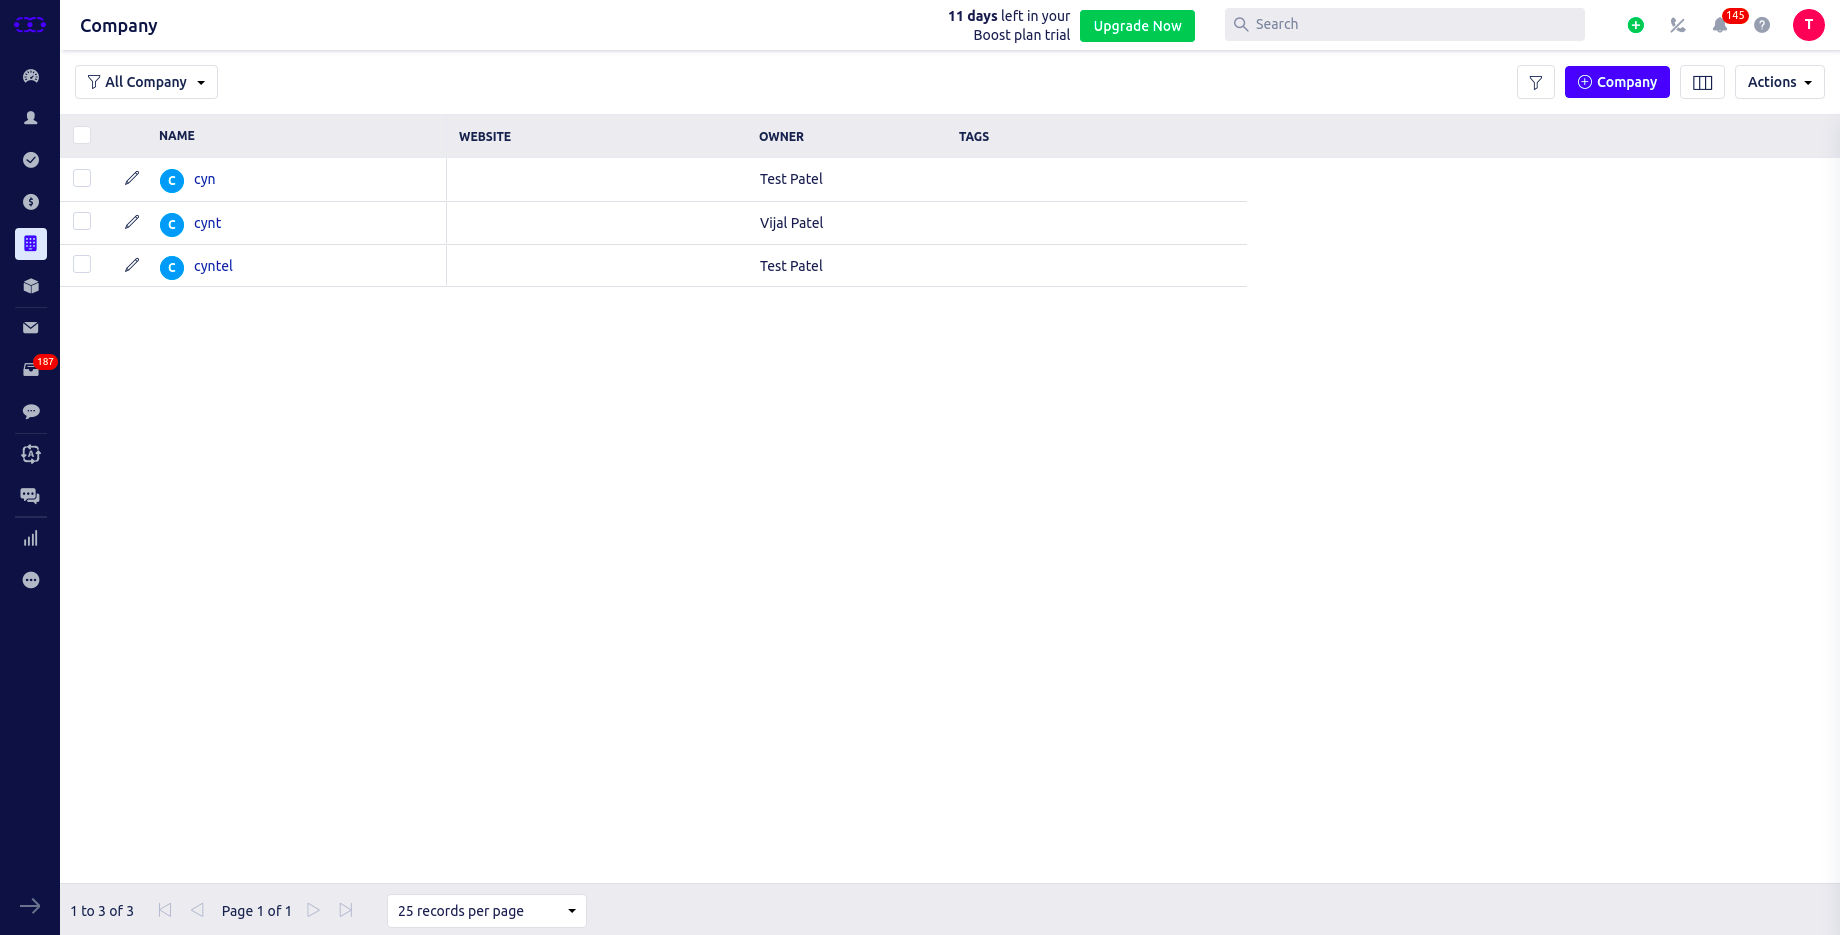 Company
11 days left in your
Boost plan trial
Upgrade Now
Search
145
?
T
All Company
Company
Actions
NAME
WEBSITE
OWNER
TAGS
C cyn Test Patel
C cynt Vijal Patel
C cyntel Test Patel
$
187
A
1 to 3 of 3
Page 1 of 1
25 records per page